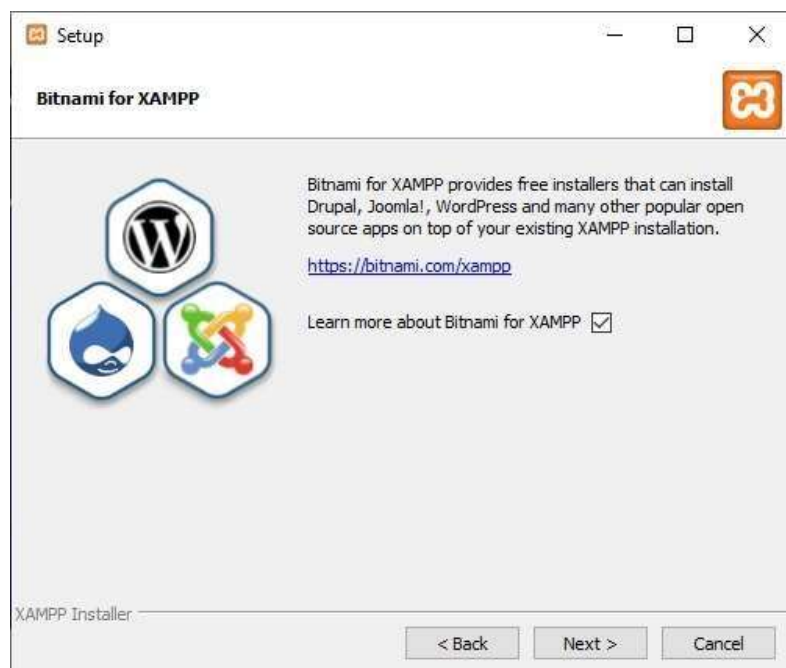 Setup
Bitnami for XAMPP
Bitnami for XAMPP provides free installers that can install
Drupal, Joomla!, WordPress and many other popular open
source apps on top of your existing XAMPP installation.
https://bitnami.com/xampp
Learn more about Bitnami for XAMPP
XAMPP Installer
< Back Next > Cancel